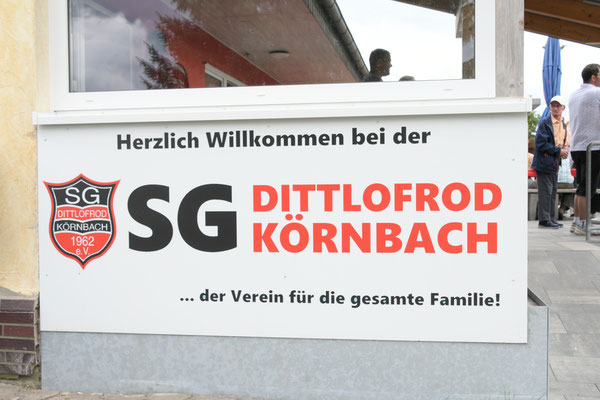 Herzlich Willkommen bei der
SG
DITTLOFROD
KÖRNBACH
1962
e.V
SG DITTLOFROD
KÖRNBACH
... der Verein für die gesamte Familie!